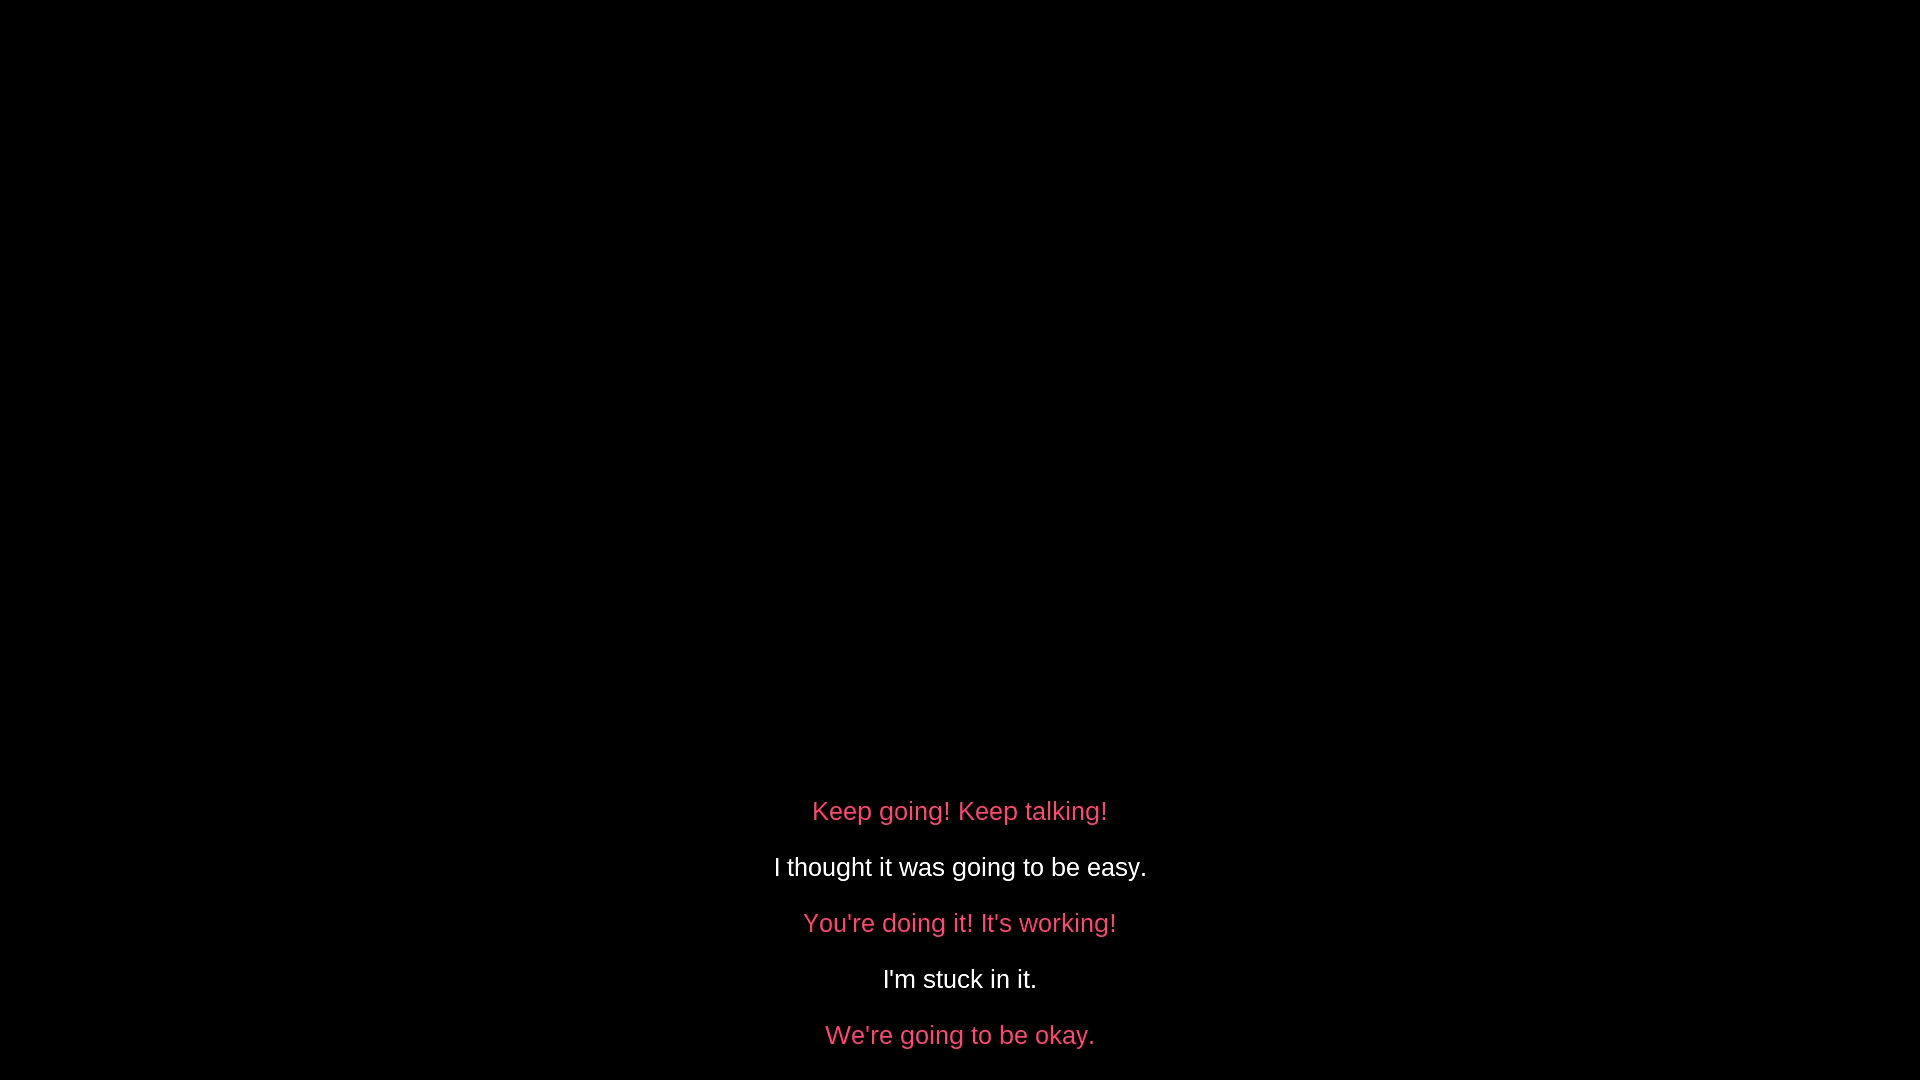 Keep going! Keep talking!
I thought it was going to be easy.
You're doing it! It's working!
I'm stuck in it.
We're going to be okay.